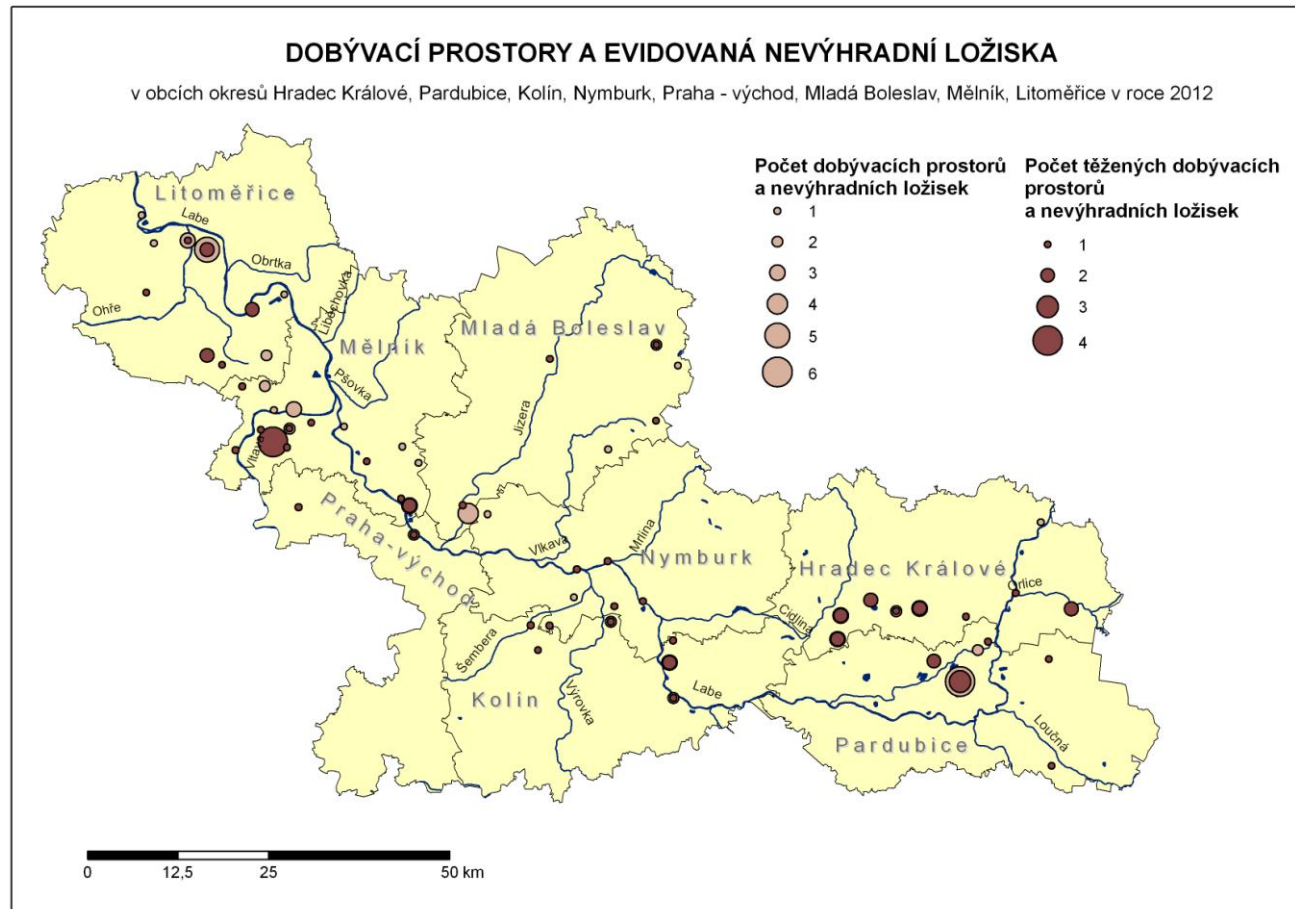 DOBÝVACÍ PROSTORY A EVIDOVANÁ NEVÝHRADNÍ LOŽISKA
v obcích okresů Hradec Králové, Pardubice, Kolín, Nymburk, Praha - východ, Mladá Boleslav, Mělník, Litoměřice v roce 2012
Počet dobývacích prostorů
a nevýhradních ložisek
1
2
3
4
5
6
Počet těžených dobývacích
prostorů
a nevýhradních ložisek
1
2
3
4
Litoměřice
Labe
Obrtka
Ohře
Liběchovka
Mělník
Pšovka
Mladá Boleslav
Jizera
Vltava
Praha-východ
Vlkava
Mrlina
Nymburk
Cidlina
Hradec Králové
Orlice
Šembera
Kolín
Výrovka
Labe
Pardubice
Loučná
0 12,5 25 50 km